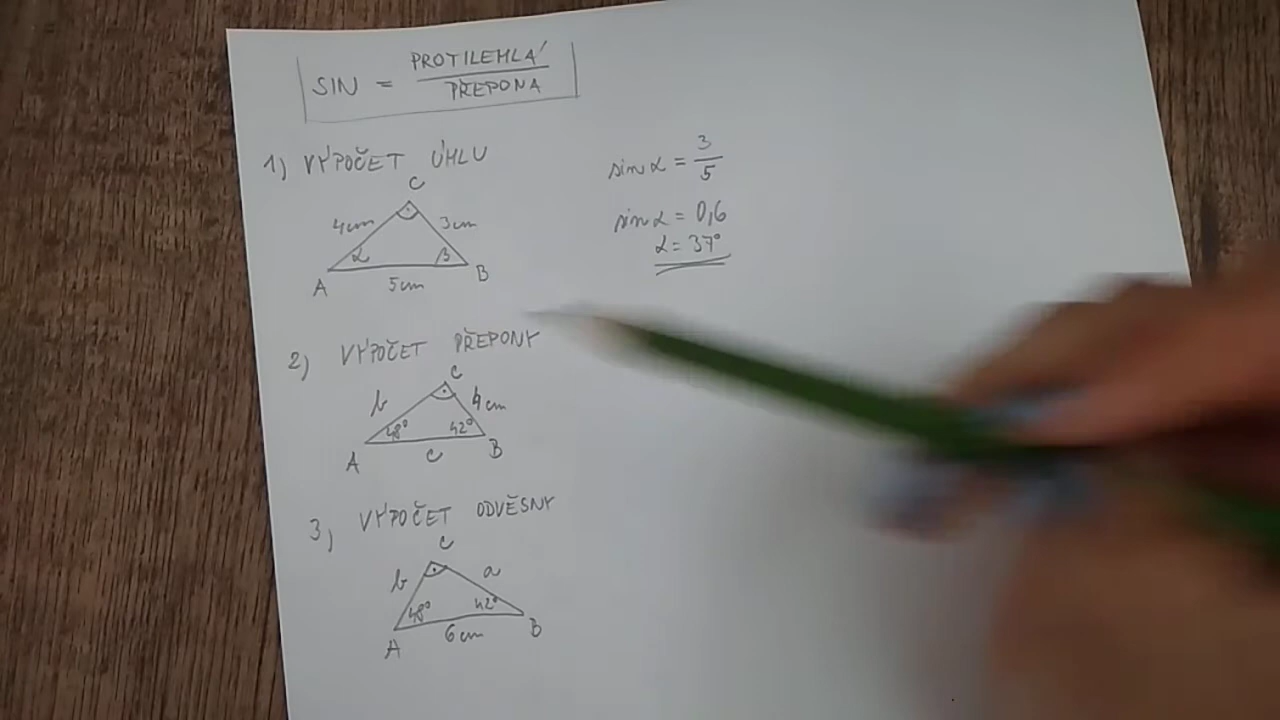 SIN = PROTILEHLÁ / PŘEPONA
1) VÝPOČET ÚHLU
C
4cm 3cm
α β
A 5cm B
sin α = 3/5
sin α = 0,6
α = 37°
2) VÝPOČET PŘEPONY
C
b 4cm
48° 42°
A c B
3) VÝPOČET ODVĚSNY
C
b a
48° 42°
A 6cm B